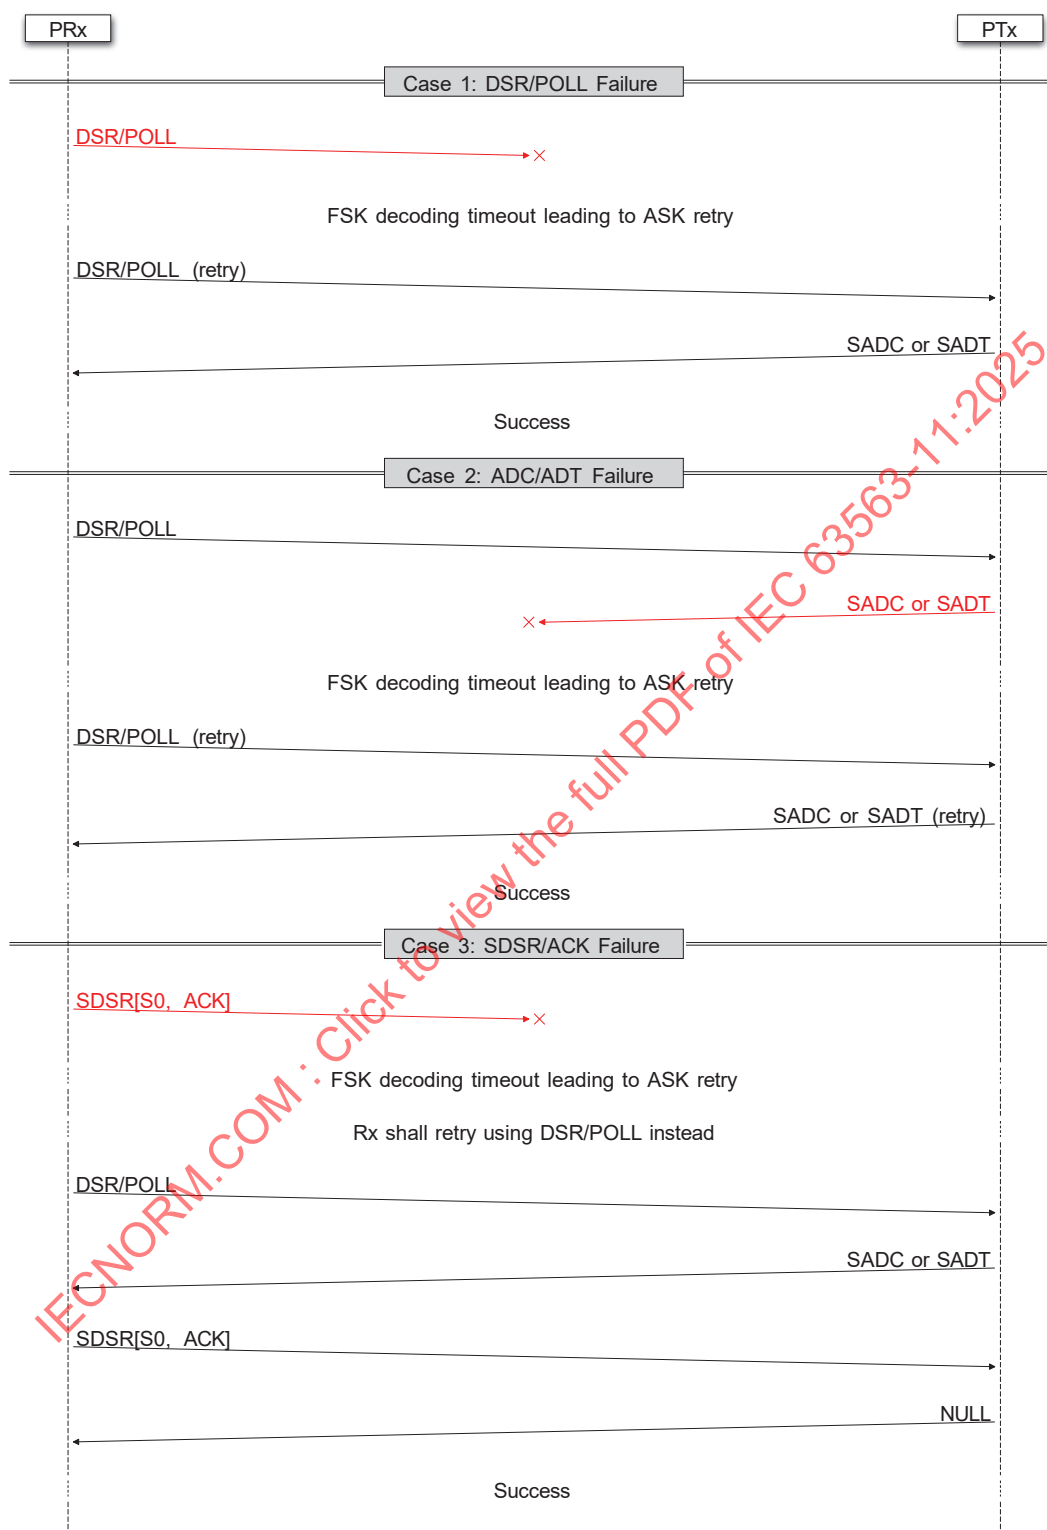 PRx
PTx
Case 1: DSR/POLL Failure
DSR/POLL
FSK decoding timeout leading to ASK retry
DSR/POLL (retry)
SADC or SADT
Success
Case 2: ADC/ADT Failure
DSR/POLL
SADC or SADT
FSK decoding timeout leading to ASK retry
DSR/POLL (retry)
SADC or SADT (retry)
Success
Case 3: SDSR/ACK Failure
SDSR[S0, ACK]
FSK decoding timeout leading to ASK retry
Rx shall retry using DSR/POLL instead
DSR/POLL
SADC or SADT
SDSR[S0, ACK]
NULL
Success
IECNORM.COM : Click to view the full PDF of IEC 63563-11:2025